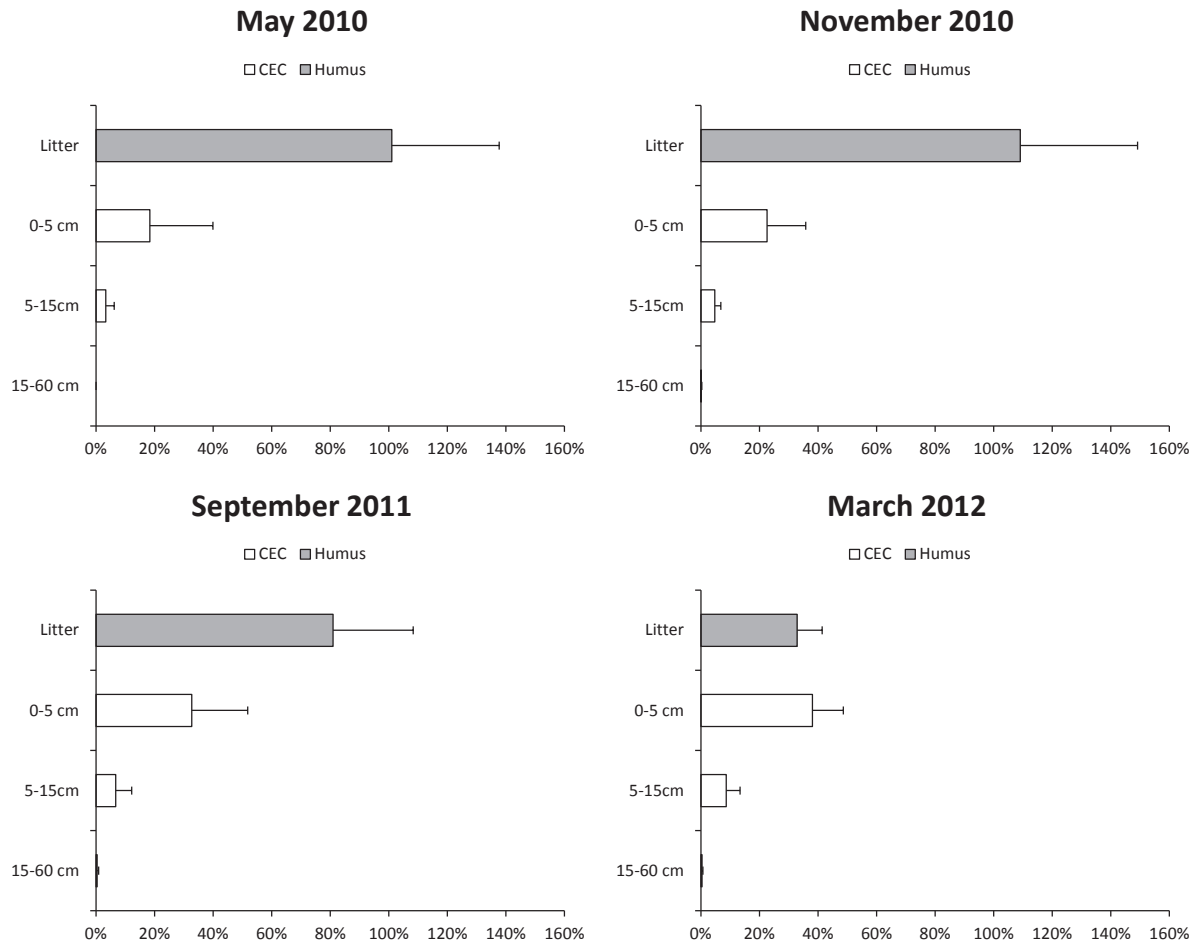 May 2010
CEC Humus
Litter
0-5 cm
5-15cm
15-60 cm
0% 20% 40% 60% 80% 100% 120% 140% 160%
November 2010
CEC Humus
Litter
0-5 cm
5-15cm
15-60 cm
0% 20% 40% 60% 80% 100% 120% 140% 160%
September 2011
CEC Humus
Litter
0-5 cm
5-15cm
15-60 cm
0% 20% 40% 60% 80% 100% 120% 140% 160%
March 2012
CEC Humus
Litter
0-5 cm
5-15cm
15-60 cm
0% 20% 40% 60% 80% 100% 120% 140% 160%